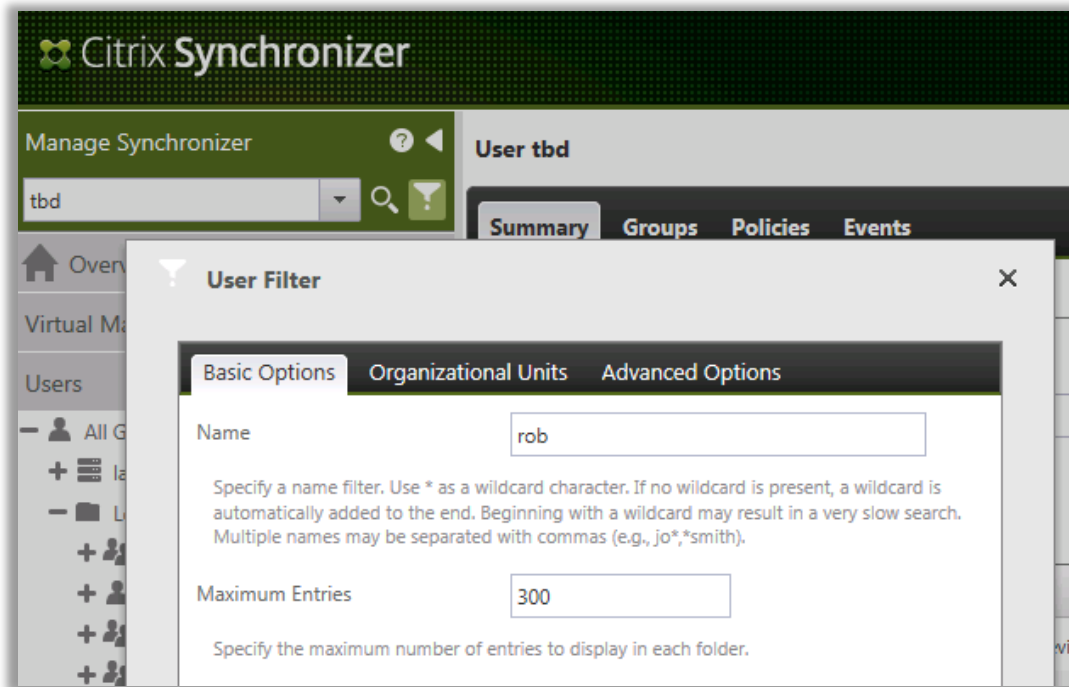 Citrix Synchronizer
Manage Synchronizer
tbd
User tbd
Summary Groups Policies Events
Virtual
Users
All
User Filter
Basic Options Organizational Units Advanced Options
Name
rob
Specify a name filter. Use * as a wildcard character. If no wildcard is present, a wildcard is
automatically added to the end. Beginning with a wildcard may result in a very slow search.
Multiple names may be separated with commas (e.g., jo*,*smith).
Maximum Entries
300
Specify the maximum number of entries to display in each folder.